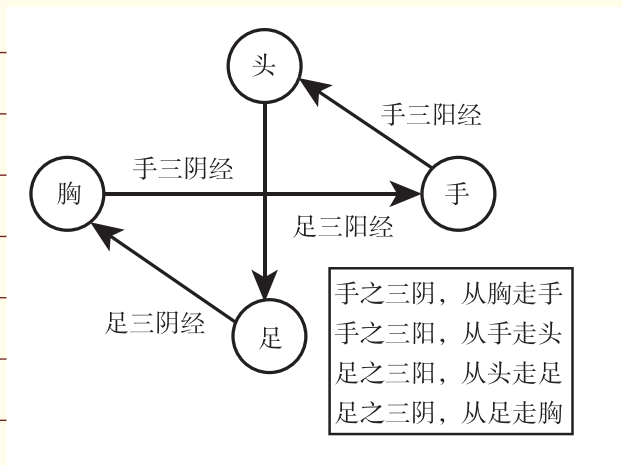 头
手三阳经
手三阴经
胸
手
足三阳经
足三阴经
足
手之三阴，从胸走手
手之三阳，从手走头
足之三阳，从头走足
足之三阴，从足走胸